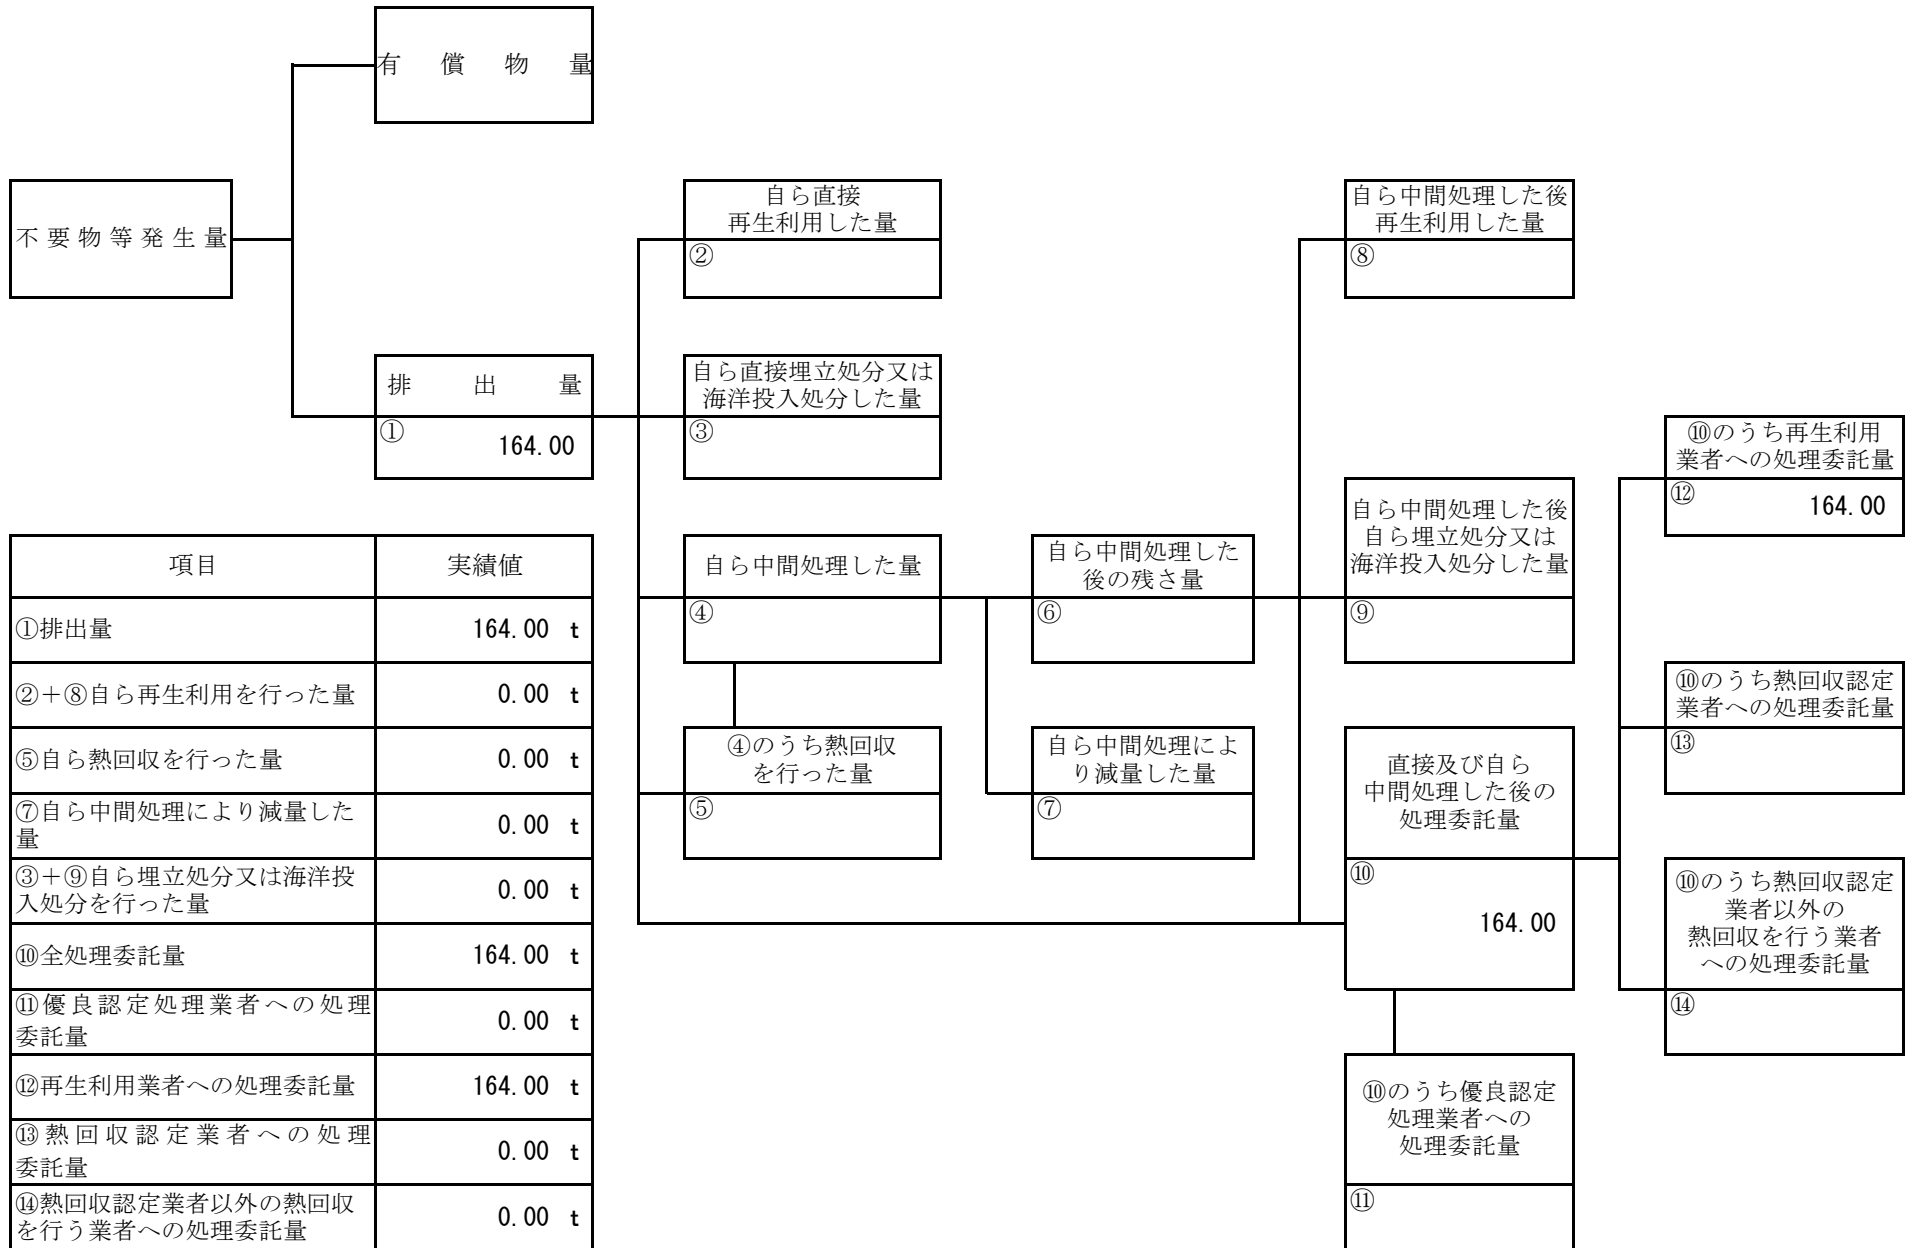 有償物量
不要物等発生量
排出量
①
164.00
自ら直接
再生利用した量
②
自ら直接埋立処分又は
海洋投入処分した量
③
自ら中間処理した量
④
④のうち熱回収
を行った量
⑤
自ら中間処理した
後の残さ量
⑥
自ら中間処理によ
り減量した量
⑦
自ら中間処理した後
再生利用した量
⑧
自ら中間処理した後
自ら埋立処分又は
海洋投入処分した量
⑨
直接及び自ら
中間処理した後の
処理委託量
⑩
164.00
⑩のうち優良認定
処理業者への
処理委託量
⑪
⑩のうち再生利用
業者への処理委託量
⑫ 164.00
⑩のうち熱回収認定
業者への処理委託量
⑬
⑩のうち熱回収認定
業者以外の
熱回収を行う業者
への処理委託量
⑭
項目 実績値
①排出量 164.00 t
②＋⑧自ら再生利用を行った量 0.00 t
⑤自ら熱回収を行った量 0.00 t
⑦自ら中間処理により減量した
量 0.00 t
③＋⑨自ら埋立処分又は海洋投
入処分を行った量 0.00 t
⑩全処理委託量 164.00 t
⑪優良認定処理業者への処理
委託量 0.00 t
⑫再生利用業者への処理委託量 164.00 t
⑬熱回収認定業者への処理
委託量 0.00 t
⑭熱回収認定業者以外の熱回収
を行う業者への処理委託量 0.00 t